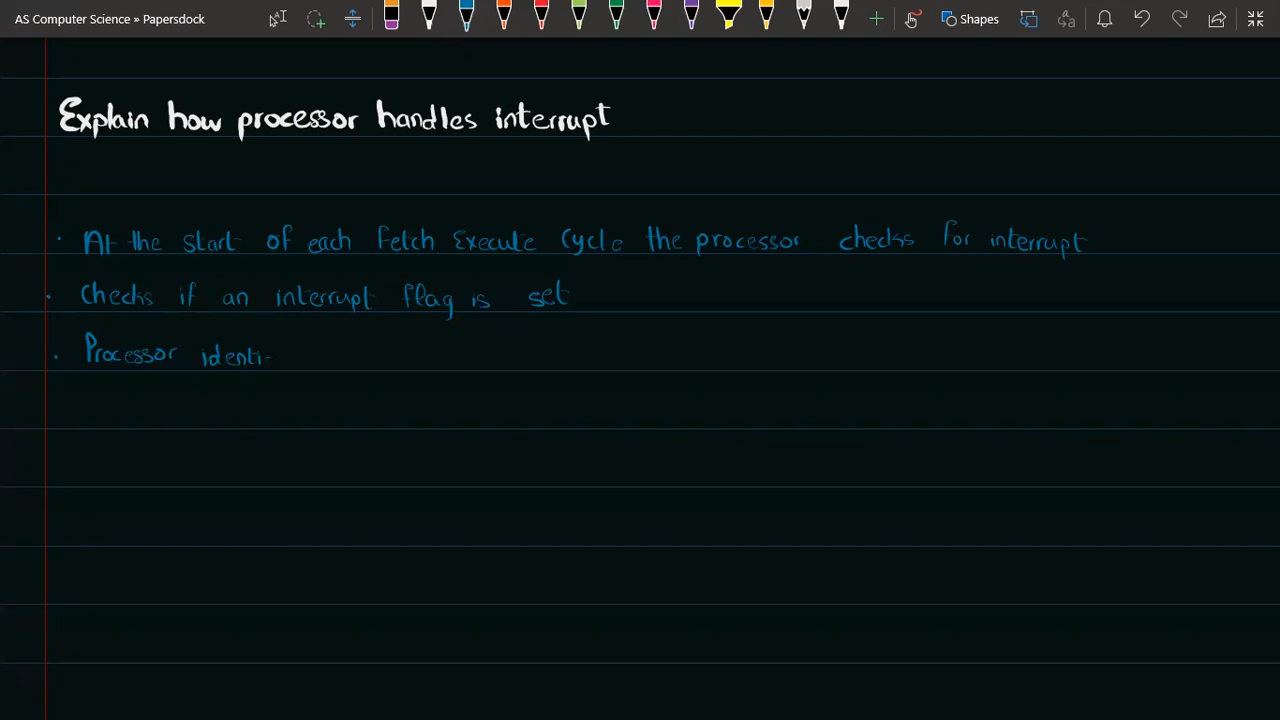 AS Computer Science » Papersdock
Shapes
Explain how processor handles interrupt
· At the start of each Fetch Execute Cycle the processor checks for interrupt
· Checks if an interrupt flag is set
· Processor identi